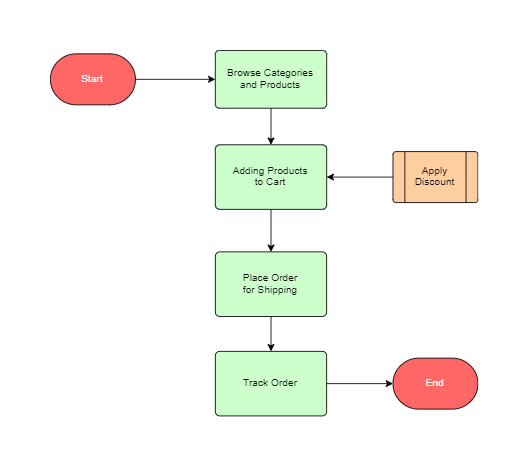 Start
Browse Categories
and Products
Adding Products
to Cart
Apply
Discount
Place Order
for Shipping
Track Order
End